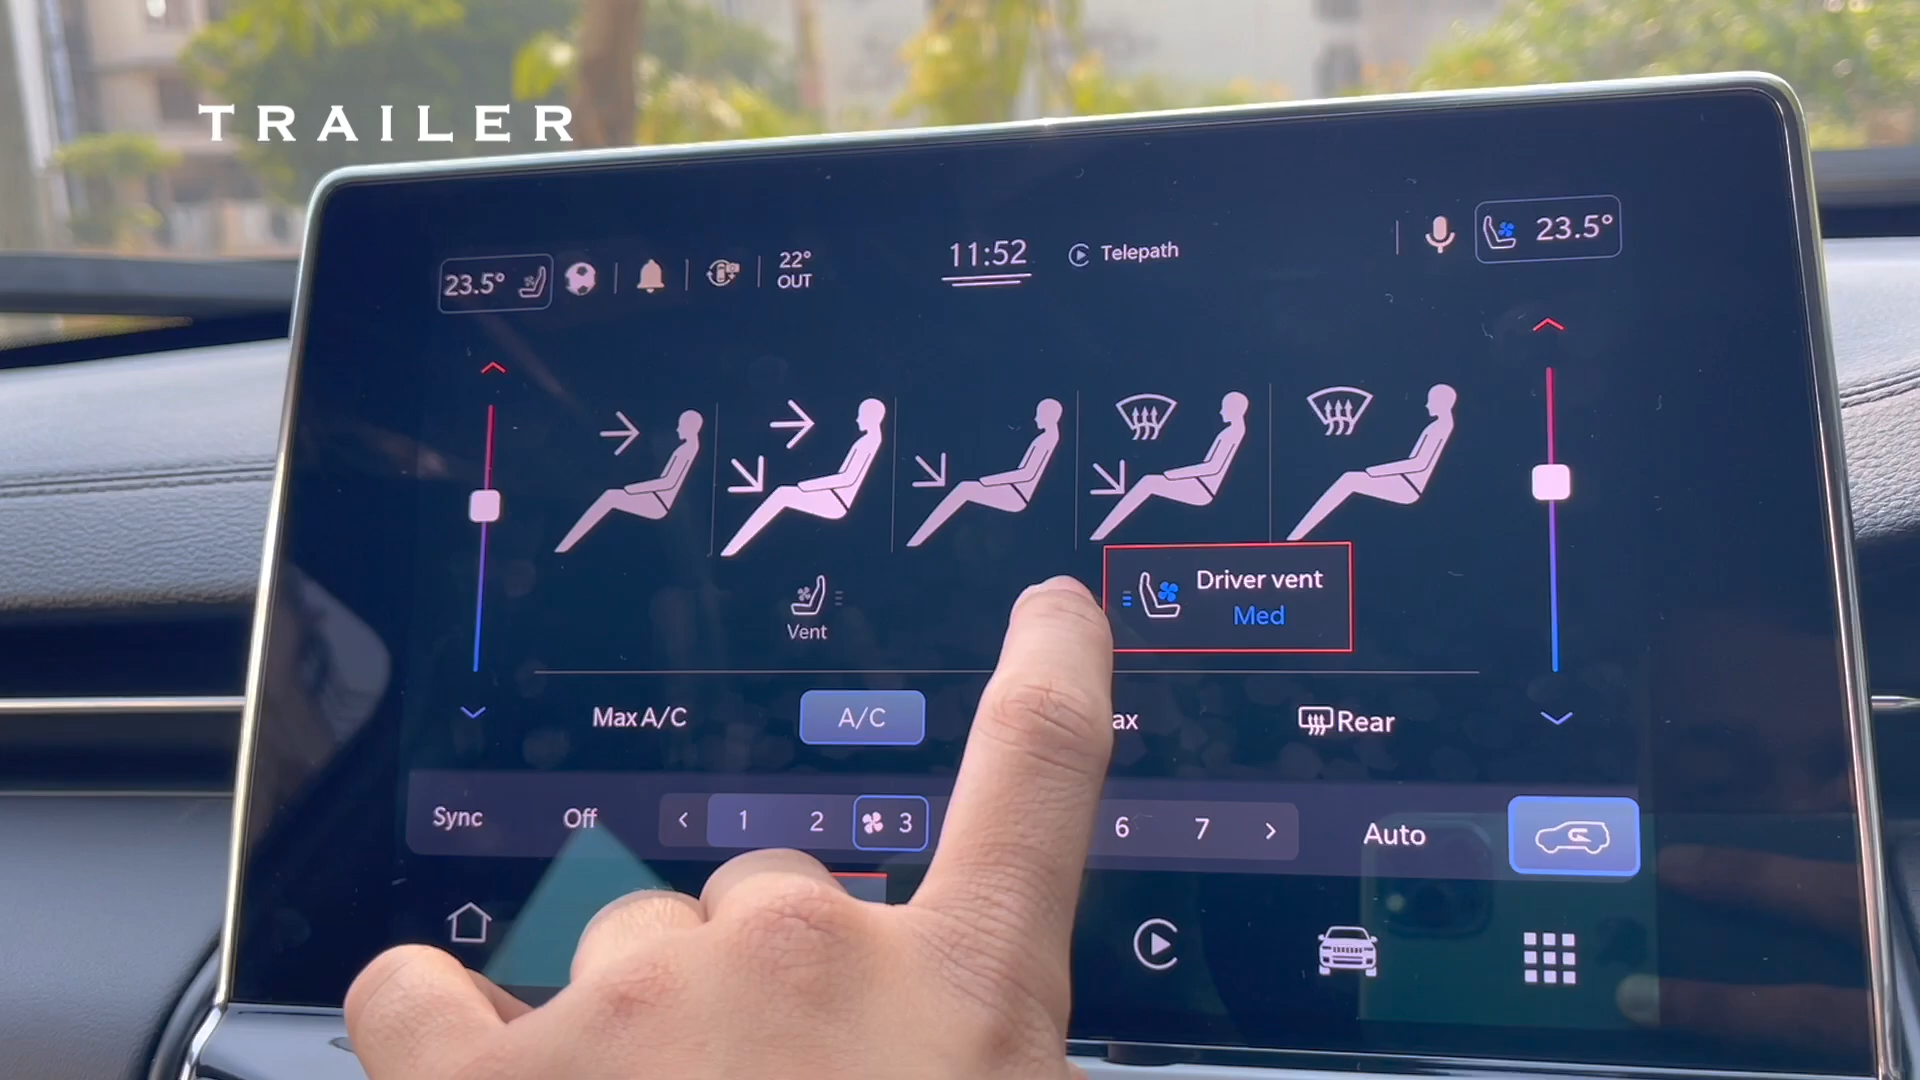 TRAILER
23.5°
22°
OUT
11:52
Telepath
23.5°
Vent
Driver vent
Med
Max A/C
A/C
ax
Rear
Sync
Off
1
2
3
6
7
Auto